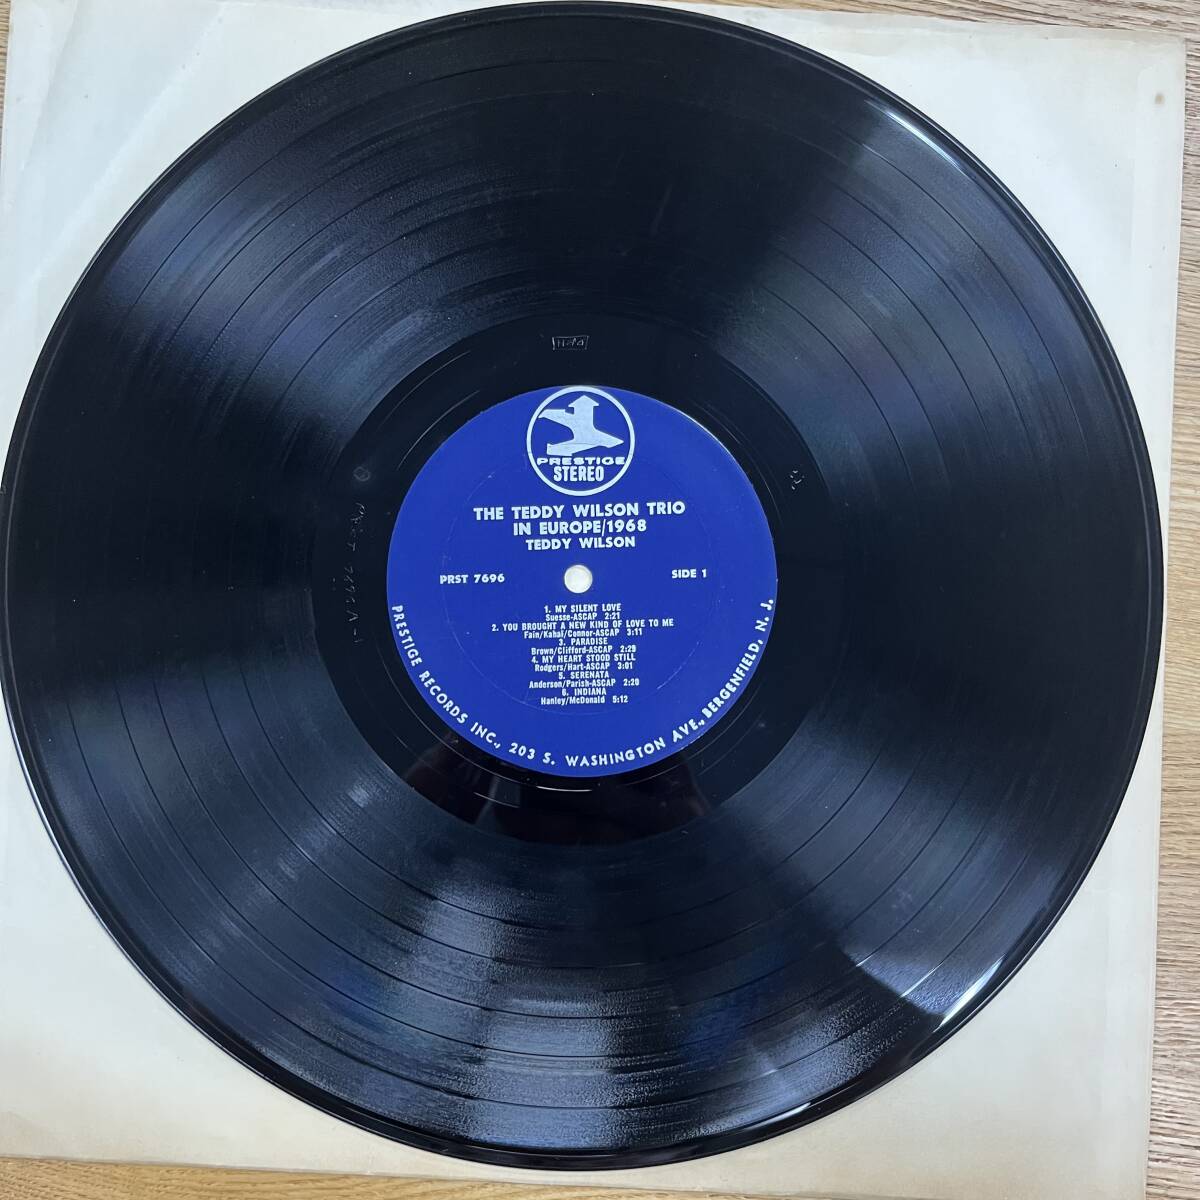 PRESTIGE
STEREO
THE TEDDY WILSON TRIO
IN EUROPE/1968
TEDDY WILSON
PRST 7696
SIDE 1
1. MY SILENT LOVE
Suesse-ASCAP 2:21
2. YOU BROUGHT A NEW KIND OF LOVE TO ME
Fain/Kahal/Connor-ASCAP 3:11
3. PARADISE
Brown/Clifford-ASCAP 2:29
4. MY HEART STOOD STILL
Rodgers/Hart-ASCAP 3:01
5. SERENATA
Anderson/Parish-ASCAP 2:20
6. INDIANA
Hanley/McDonald 5:12
PRESTIGE RECORDS INC., 203 S. WASHINGTON AVE., BERGENFIELD, N. J.